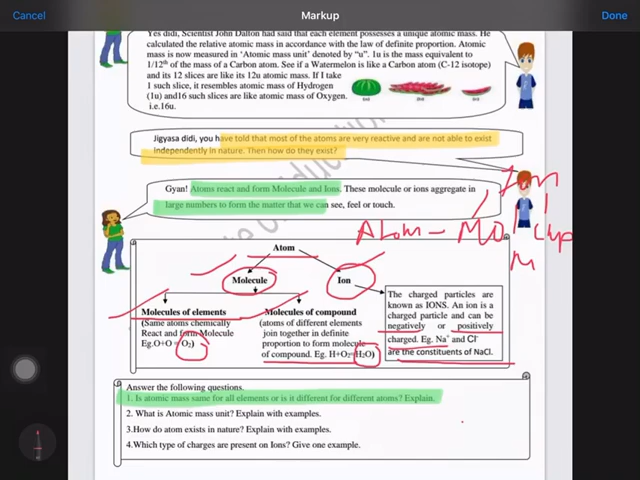 Cancel
Markup
Done
Yes didi, Scientist John Dalton had said that each element possesses a unique atomic mass. He
calculated the relative atomic mass in accordance with the law of definite proportion. Atomic
mass is now measured in 'Atomic mass unit' denoted by "u". 1u is the mass equivalent to
1/12th of the mass of a Carbon atom. See if a Watermelon is like a Carbon atom (C-12 isotope)
and its 12 slices are like its 12u atomic mass. If I take
1 such slice, it resembles atomic mass of Hydrogen
(1u) and16 such slices are like atomic mass of Oxygen.
i.e.16u.
Jigyasa didi, you have told that most of the atoms are very reactive and are not able to exist
independently in nature. Then how do they exist?
Gyan! Atoms react and form Molecule and Ions. These molecule or ions aggregate in
large numbers to form the matter that we can see, feel or touch.
Ion
Atom -
Atom
Molecule
Ion
Molecules of elements
(Same atoms chemically
React and form Molecule
Eg.O+O = O2)
Molecules of compound
(atoms of different elements
join together in definite
proportion to form molecule
of compound. Eg. H+O2=H2O)
The charged particles are
known as IONS. An ion is a
charged particle and can be
negatively or positively
charged. Eg. Na+ and Cl-
are the constituents of NaCl.
Answer the following questions.
1. Is atomic mass same for all elements or is it different for different atoms? Explain.
2. What is Atomic mass unit? Explain with examples.
3.How do atom exists in nature? Explain with examples.
4.Which type of charges are present on Ions? Give one example.